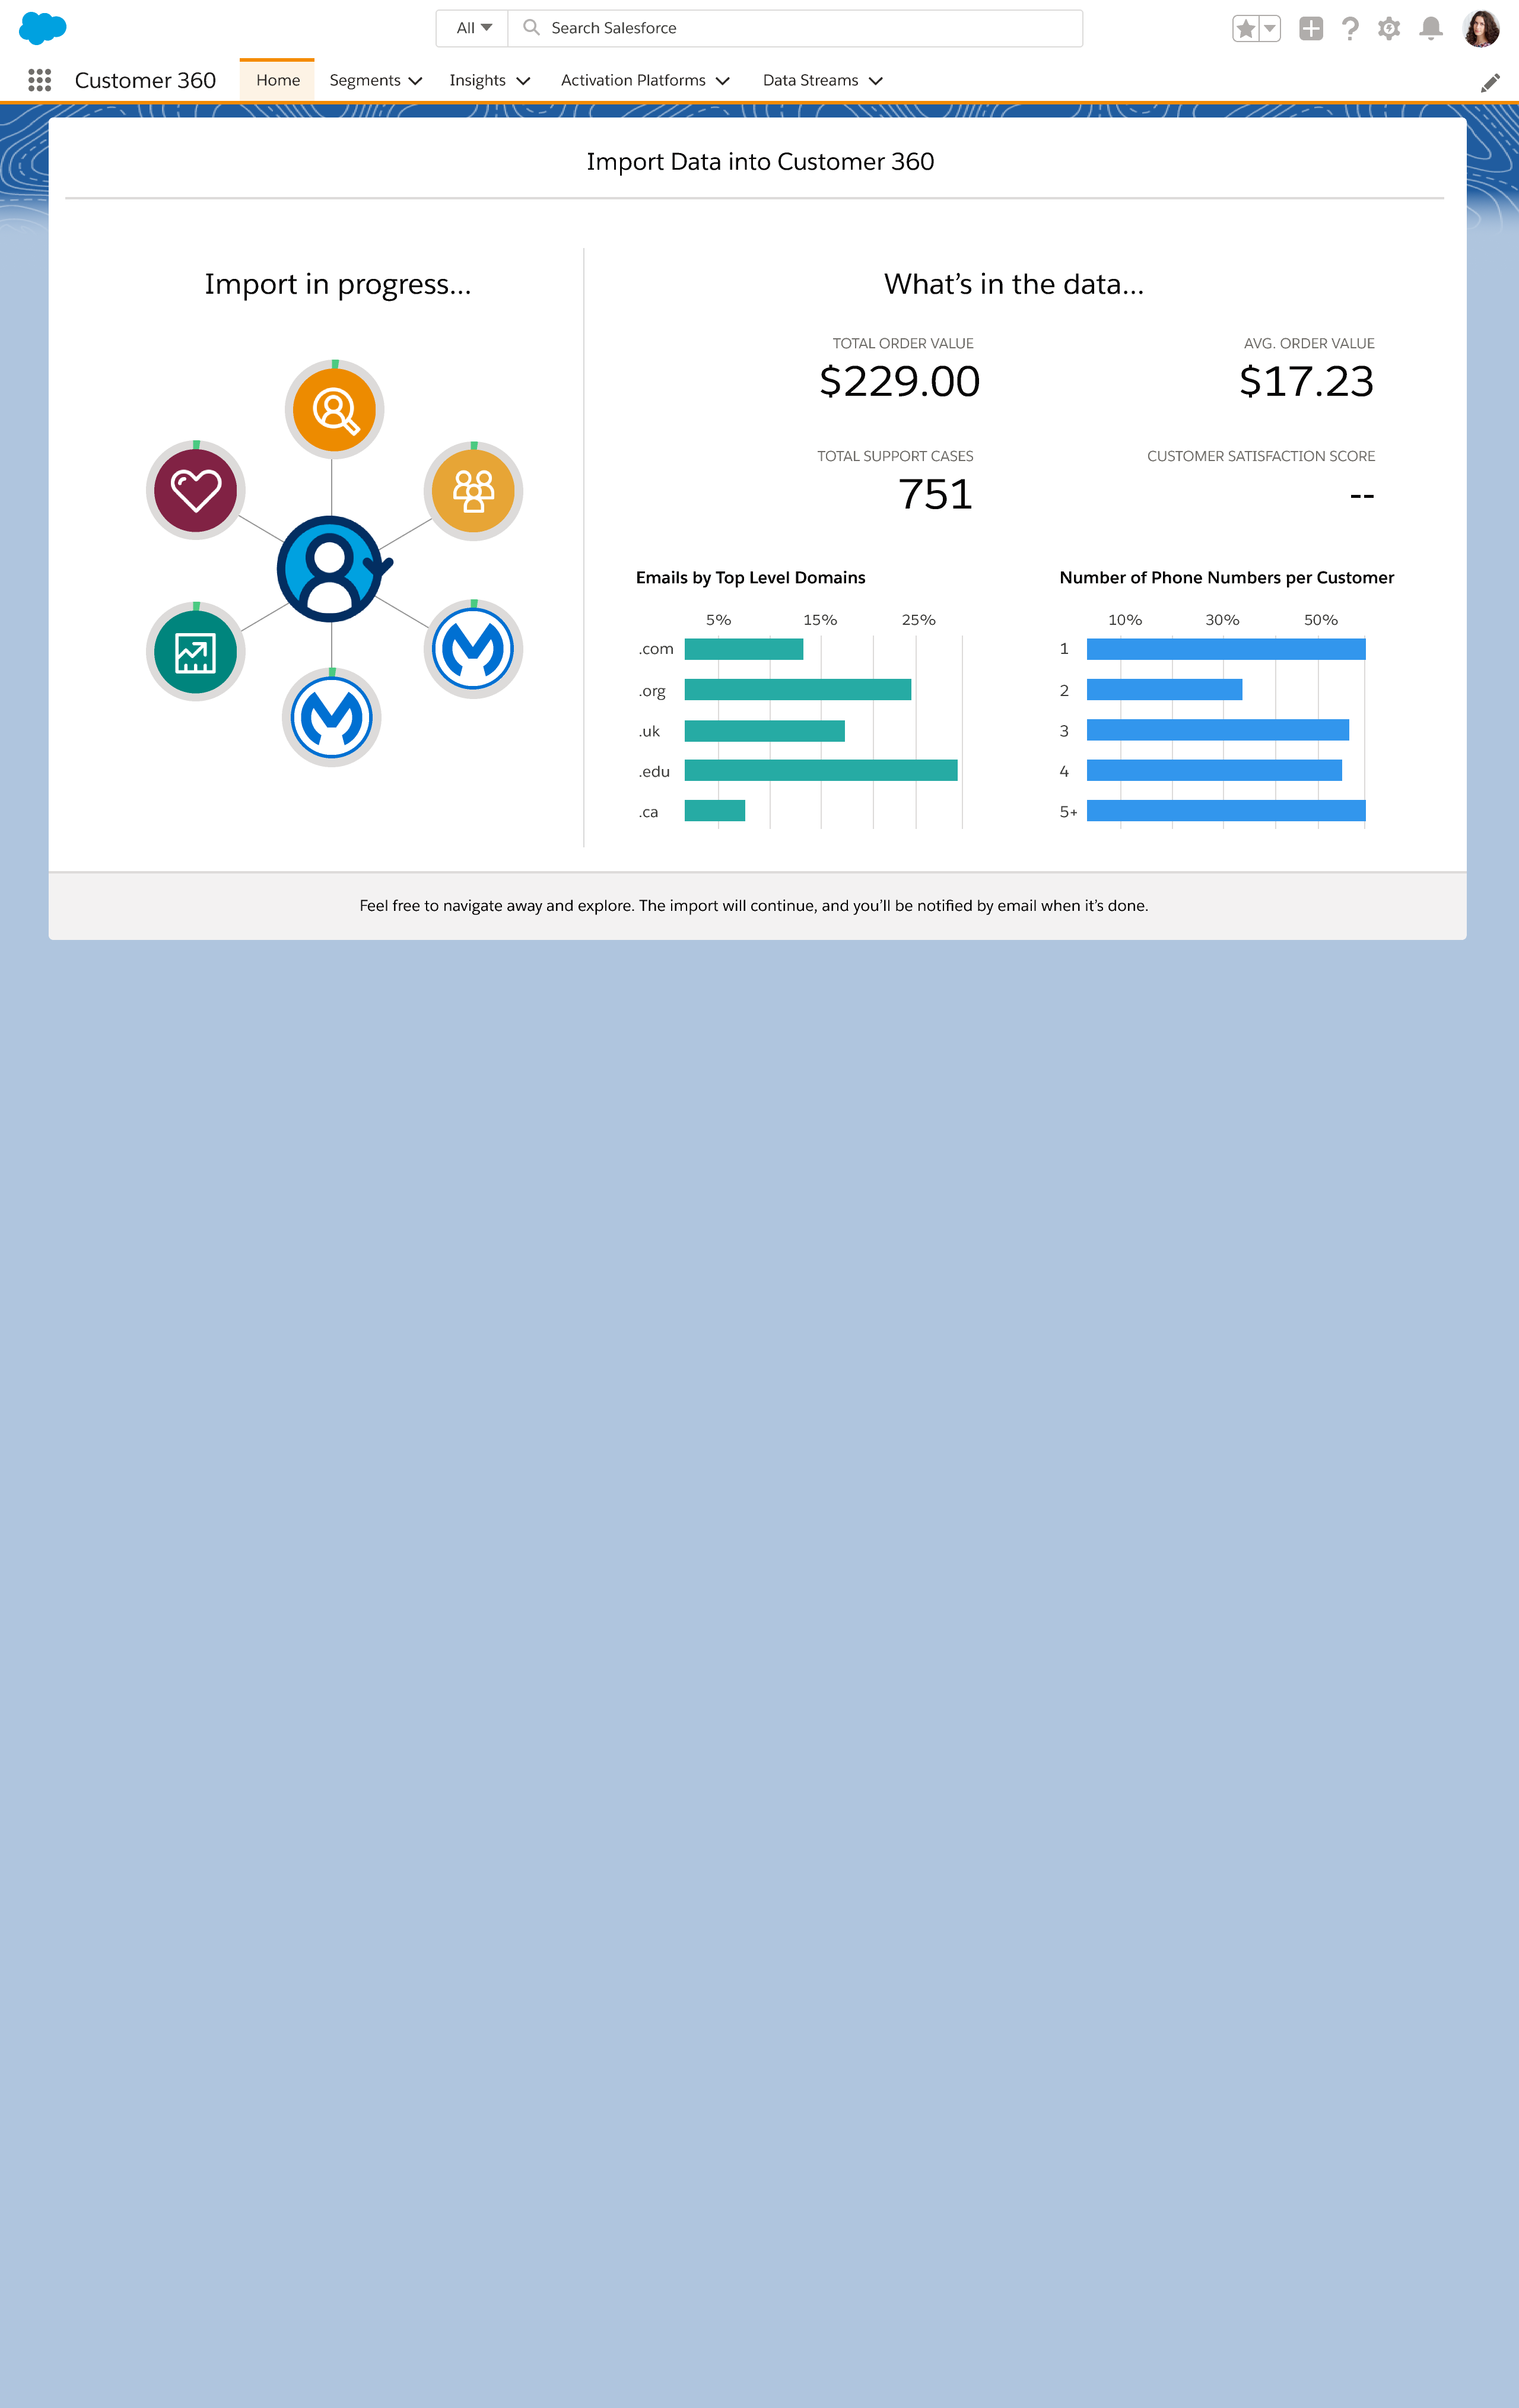 All
Search Salesforce
Customer 360
Home
Segments
Insights
Activation Platforms
Data Streams
Import Data into Customer 360
Import in progress...
What’s in the data...
TOTAL ORDER VALUE
$229.00
AVG. ORDER VALUE
$17.23
TOTAL SUPPORT CASES
751
CUSTOMER SATISFACTION SCORE
--
Emails by Top Level Domains
5% 15% 25%
.com
.org
.uk
.edu
.ca
Number of Phone Numbers per Customer
10% 30% 50%
1
2
3
4
5+
Feel free to navigate away and explore. The import will continue, and you’ll be notified by email when it’s done.